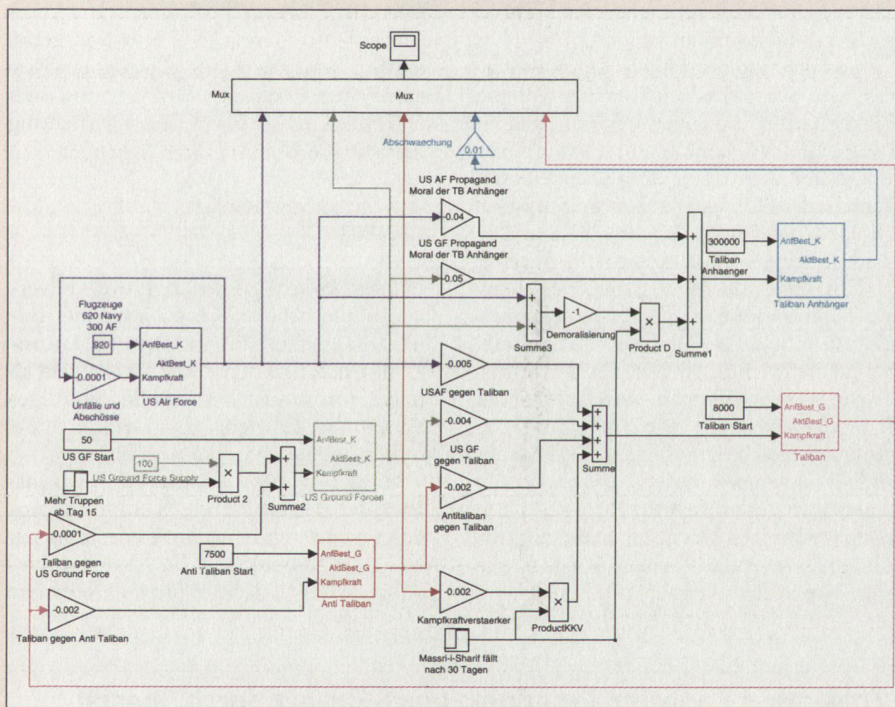 Scope
Mux
Mux
Abschwaechung
0.01
US AF Propagand
Moral der TB Anhänger
0.04
US GF Propagand
Moral der TB Anhänger
0.05
300000
Taliban
Anhaenger
AnfBest_K
AktBest_K
Kampfkraft
Taliban Anhänger
Flugzeuge
620 Navy
300 AF
920
AnfBest_K
AktBest_K
Kampfkraft
US Air Force
-0.0001
Unfälle und
Abschüsse
Summe3
-1
Demoralisierung
Product D
Summe1
-0.005
USAF gegen Taliban
-0.004
US GF
gegen Taliban
-0.002
Antitaliban
gegen Taliban
Summe
8000
Taliban Start
AnfBest_G
AktBest_G
Kampfkraft
Taliban
50
US GF Start
100
US Ground Force Supply
Mehr Truppen
ab Tag 15
Product 2
Summe2
AnfBest_K
AktBest_K
Kampfkraft
US Ground Forces
-0.0001
Taliban gegen
US Ground Force
7500
Anti Taliban Start
AnfBest_G
AktBest_G
Kampfkraft
Anti Taliban
-0.002
Taliban gegen Anti Taliban
-0.002
Kampfkraftverstaerker
ProductKKV
Massri-i-Sharif fällt
nach 30 Tagen